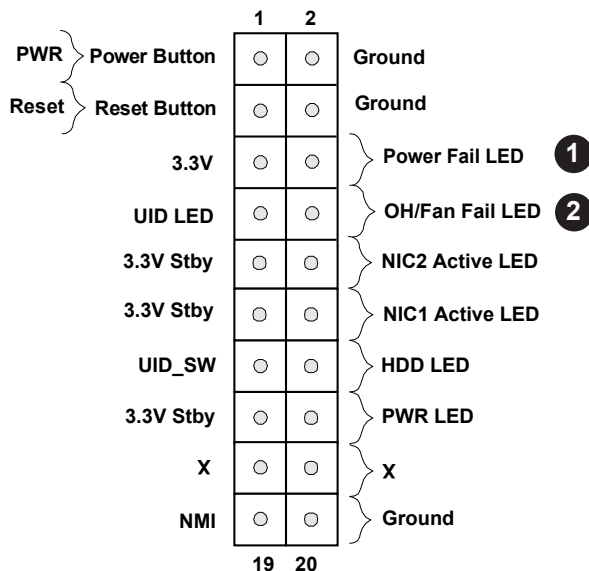 1 2
PWR Power Button Ground
Reset Reset Button Ground
3.3V Power Fail LED 1
UID LED OH/Fan Fail LED 2
3.3V Stby NIC2 Active LED
3.3V Stby NIC1 Active LED
UID_SW HDD LED
3.3V Stby PWR LED
X X
NMI Ground
19 20